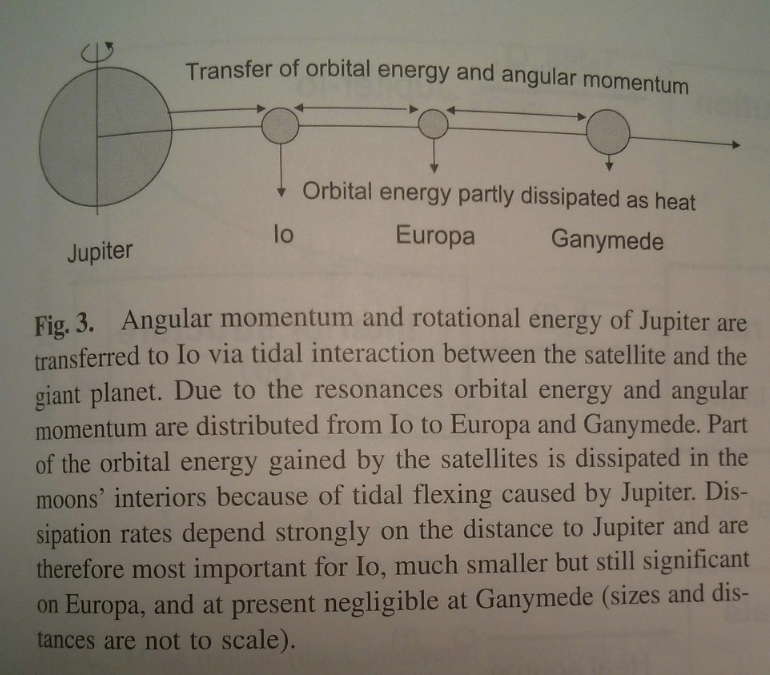 Transfer of orbital energy and angular momentum
Orbital energy partly dissipated as heat
Jupiter
Io
Europa
Ganymede
Fig. 3. Angular momentum and rotational energy of Jupiter are
transferred to Io via tidal interaction between the satellite and the
giant planet. Due to the resonances orbital energy and angular
momentum are distributed from Io to Europa and Ganymede. Part
of the orbital energy gained by the satellites is dissipated in the
moons’ interiors because of tidal flexing caused by Jupiter. Dis-
sipation rates depend strongly on the distance to Jupiter and are
therefore most important for Io, much smaller but still significant
on Europa, and at present negligible at Ganymede (sizes and dis-
tances are not to scale).